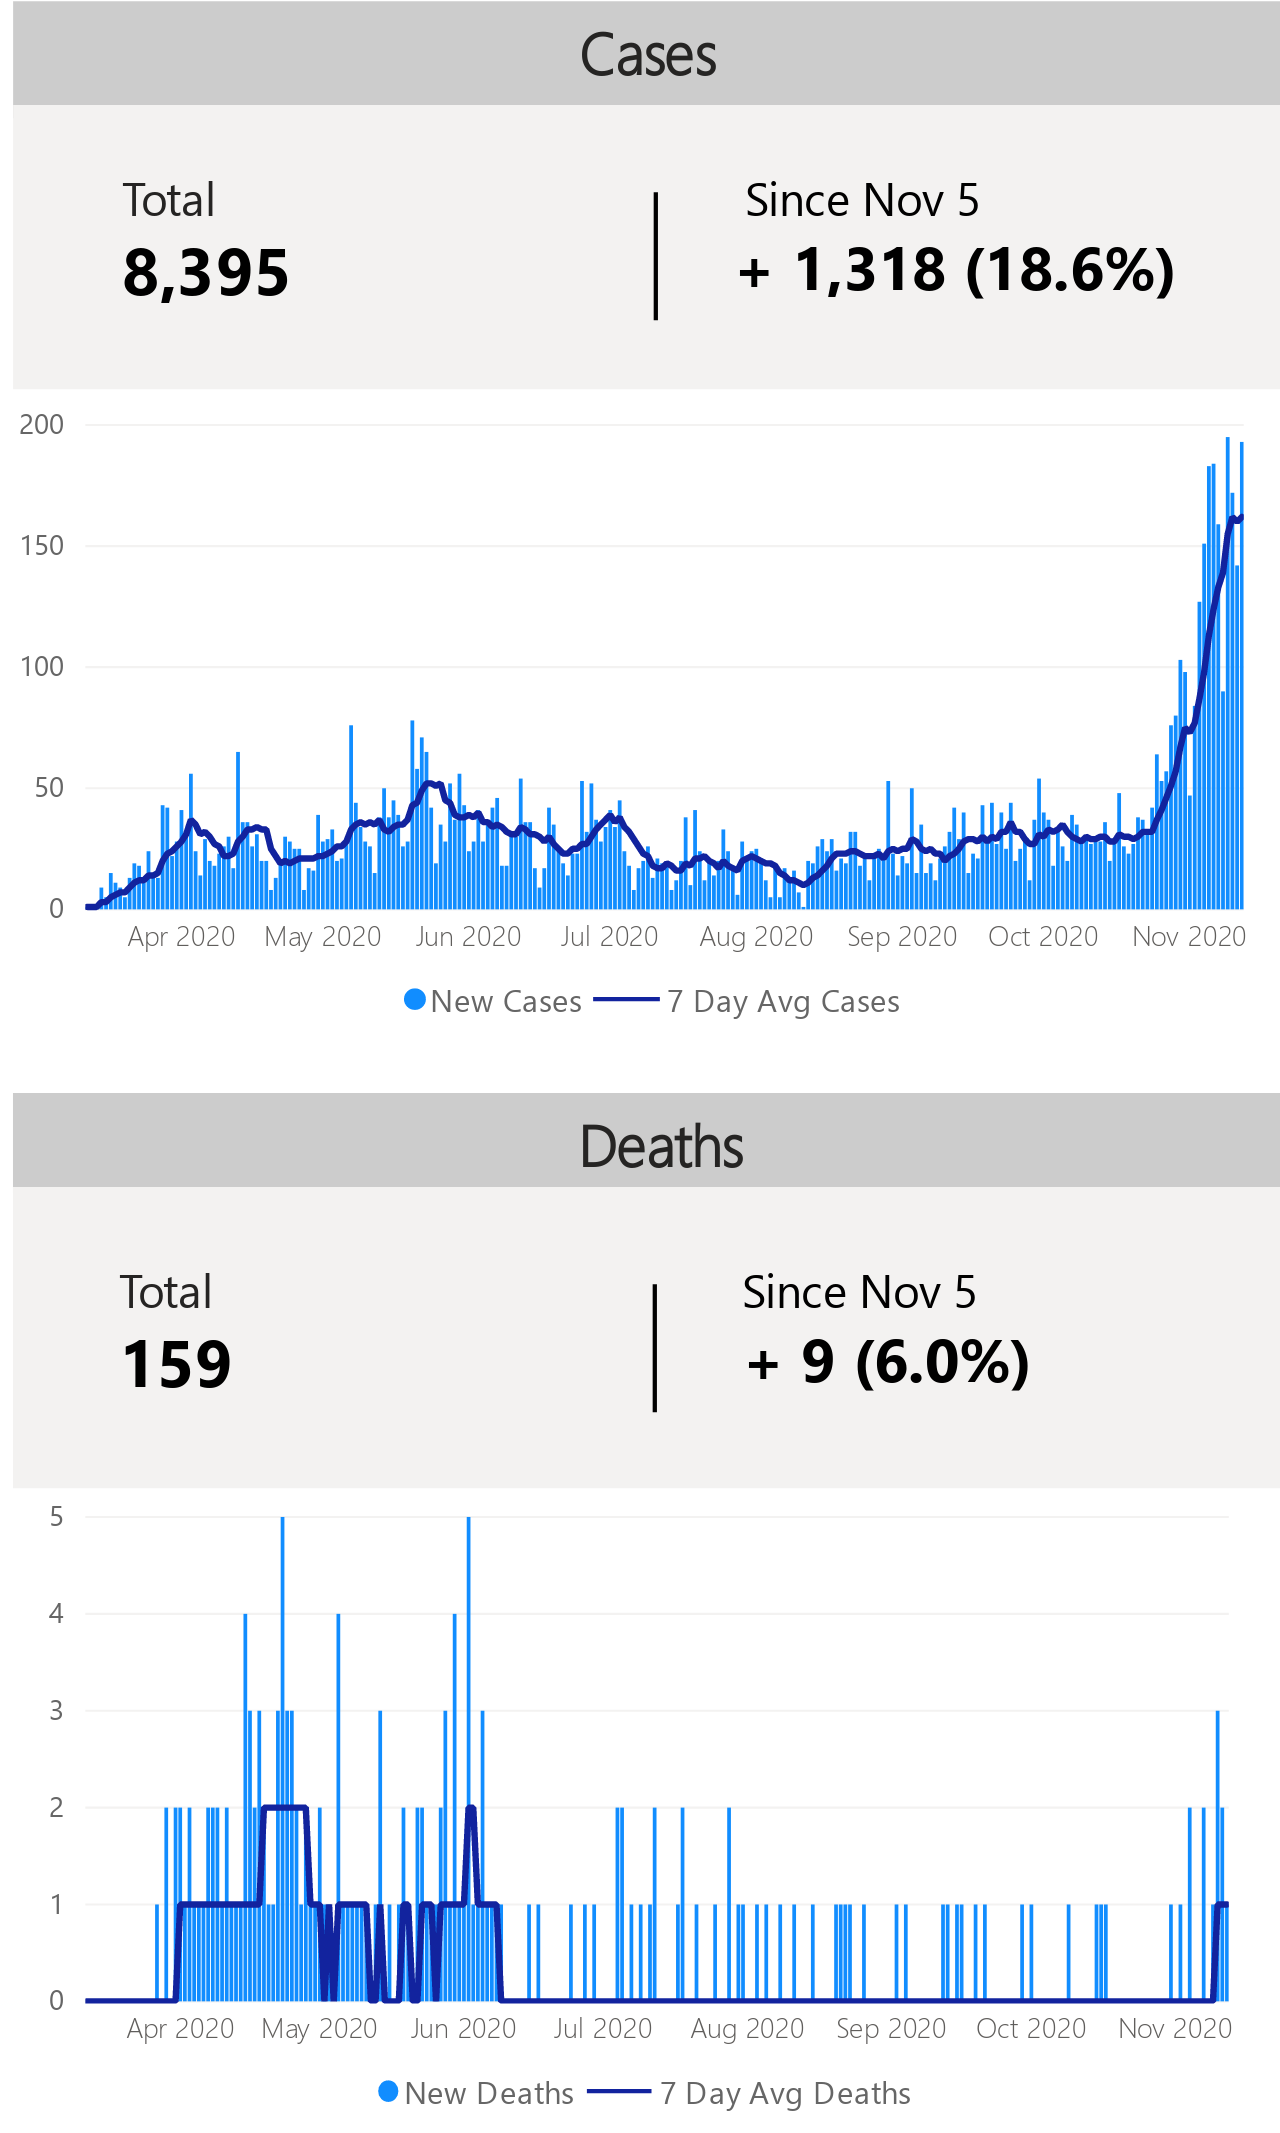 Cases
Total
Since Nov 5
8,395
+ 1,318 (18.6%)
200
150
100
50
0
Apr 2020 May 2020 Jun 2020 Jul 2020 Aug 2020 Sep 2020 Oct 2020 Nov 2020
New Cases 7 Day Avg Cases
Deaths
Total
Since Nov 5
159
+ 9 (6.0%)
5
4
3
2
1
0
Apr 2020 May 2020 Jun 2020 Jul 2020 Aug 2020 Sep 2020 Oct 2020 Nov 2020
New Deaths 7 Day Avg Deaths